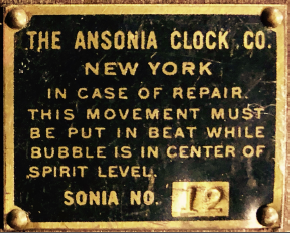 THE ANSONIA CLOCK CO.
NEW YORK
IN CASE OF REPAIR
THIS MOVEMENT MUST
BE PUT IN BEAT WHILE
BUBBLE IS IN CENTER OF
SPIRIT LEVEL.
SONIA NO. 12